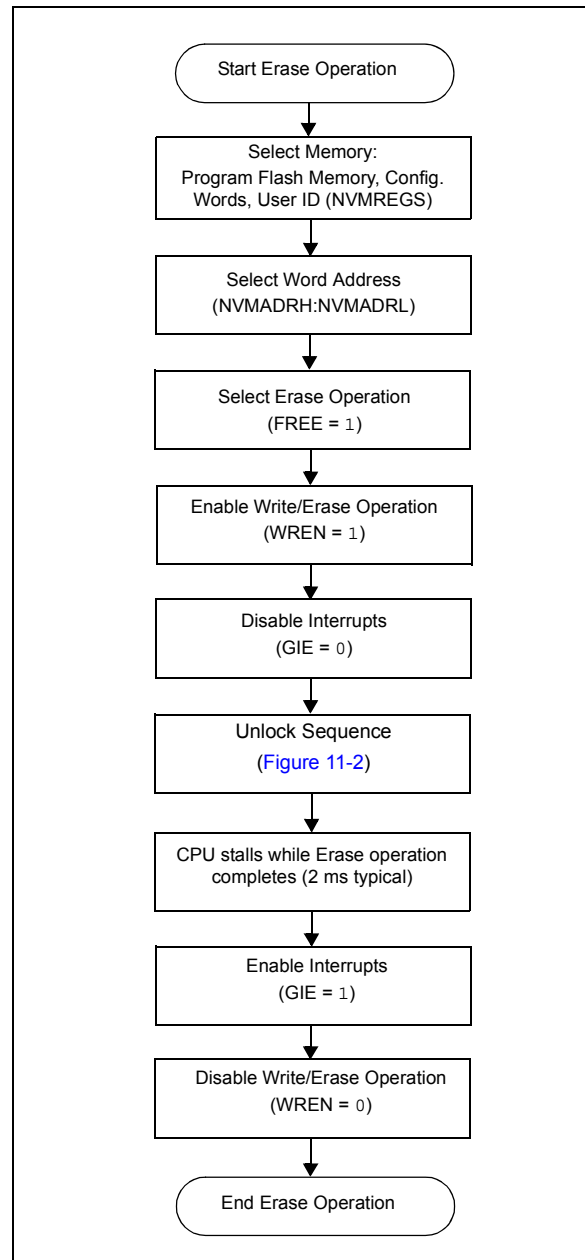 Start Erase Operation
Select Memory:
Program Flash Memory, Config.
Words, User ID (NVMREGS)
Select Word Address
(NVMADRH:NVMADRL)
Select Erase Operation
(FREE = 1)
Enable Write/Erase Operation
(WREN = 1)
Disable Interrupts
(GIE = 0)
Unlock Sequence
(Figure 11-2)
CPU stalls while Erase operation
completes (2 ms typical)
Enable Interrupts
(GIE = 1)
Disable Write/Erase Operation
(WREN = 0)
End Erase Operation